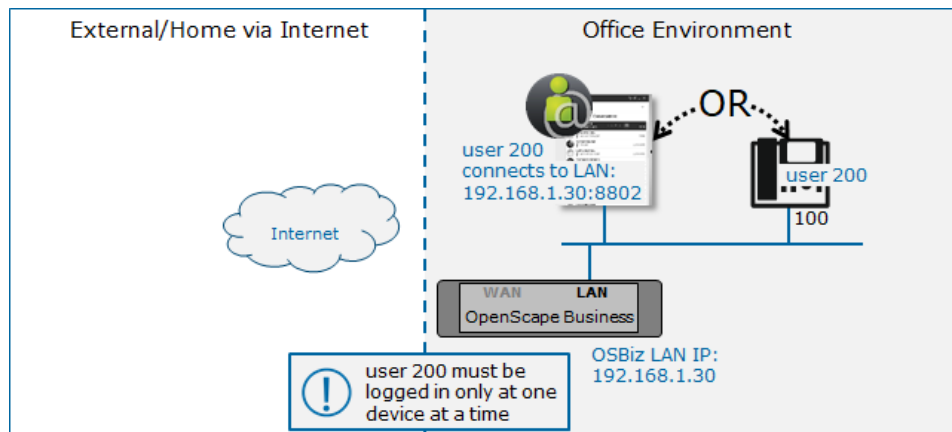 External/Home via Internet
Office Environment
OR
user 200
connects to LAN:
192.168.1.30:8802
user 200
100
Internet
WAN LAN
OpenScape Business
OSBiz LAN IP:
192.168.1.30
user 200 must be
logged in only at one
device at a time